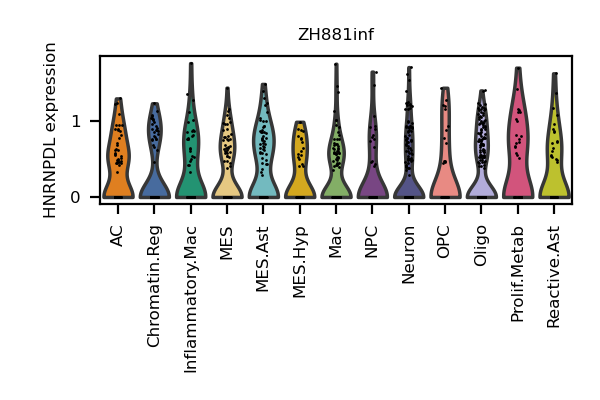 ZH881inf
HNRNPDL expression
1
0
AC
Chromatin.Reg
Inflammatory.Mac
MES
MES.Ast
MES.Hyp
Mac
NPC
Neuron
OPC
Oligo
Prolif.Metab
Reactive.Ast